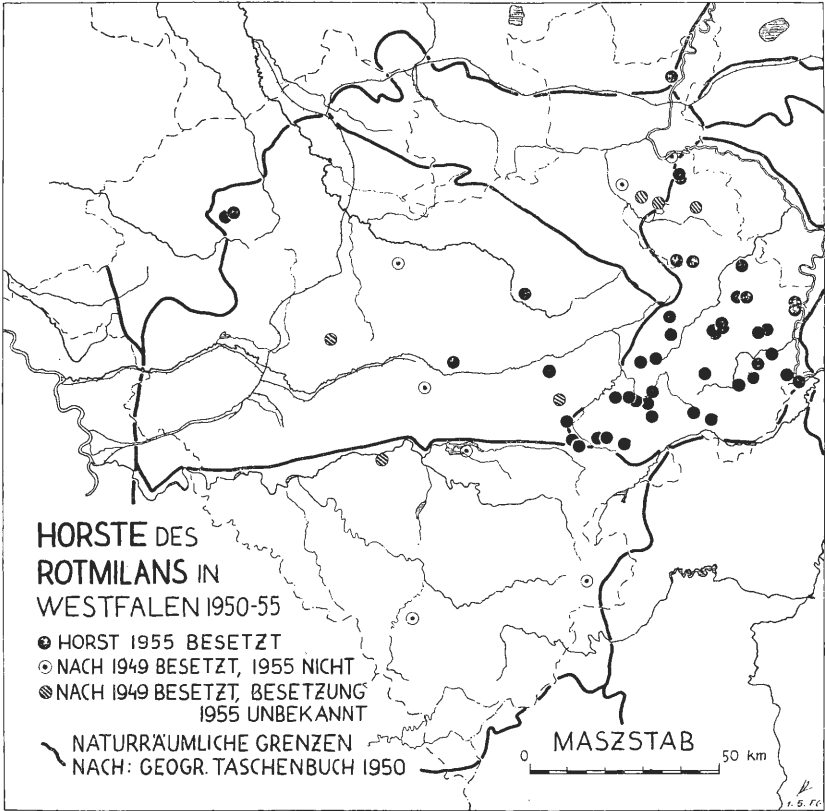 HORSTE DES
ROTMILANS IN
WESTFALEN 1950-55
HORST 1955 BESETZT
NACH 1949 BESETZT, 1955 NICHT
NACH 1949 BESETZT, BESETZUNG
1955 UNBEKANNT
NATURRÄUMLICHE GRENZEN
NACH: GEOGR. TASCHENBUCH 1950
MASZSTAB
0 50 km